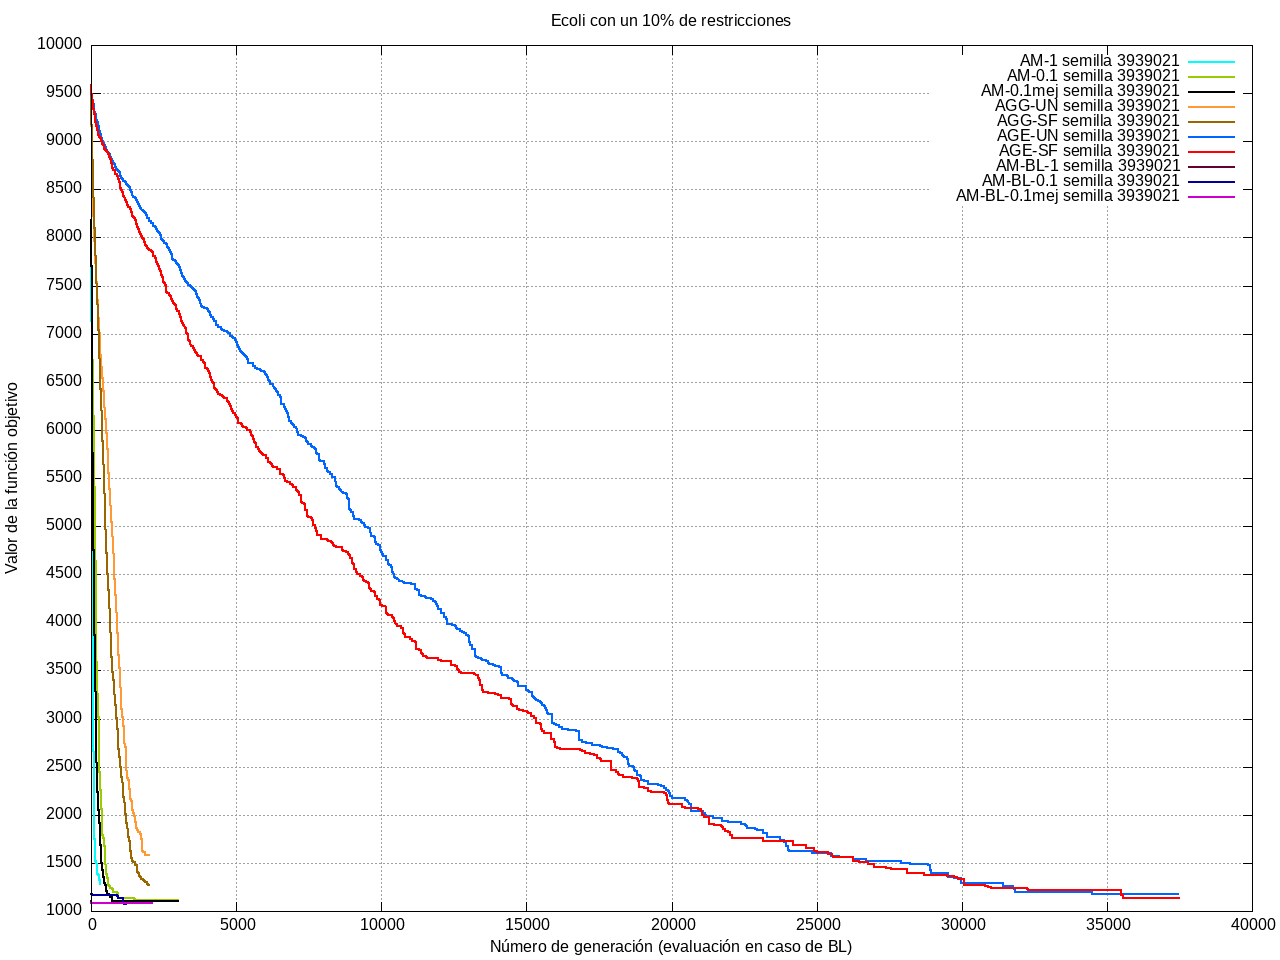 Ecoli con un 10% de restricciones
10000
9500
9000
8500
8000
7500
7000
6500
6000
5500
5000
4500
4000
3500
3000
2500
2000
1500
1000
Valor de la función objetivo
AM-1 semilla 3939021
AM-0.1 semilla 3939021
AM-0.1mej semilla 3939021
AGG-UN semilla 3939021
AGG-SF semilla 3939021
AGE-UN semilla 3939021
AGE-SF semilla 3939021
AM-BL-1 semilla 3939021
AM-BL-0.1 semilla 3939021
AM-BL-0.1mej semilla 3939021
0 5000 10000 15000 20000 25000 30000 35000 40000
Número de generación (evaluación en caso de BL)